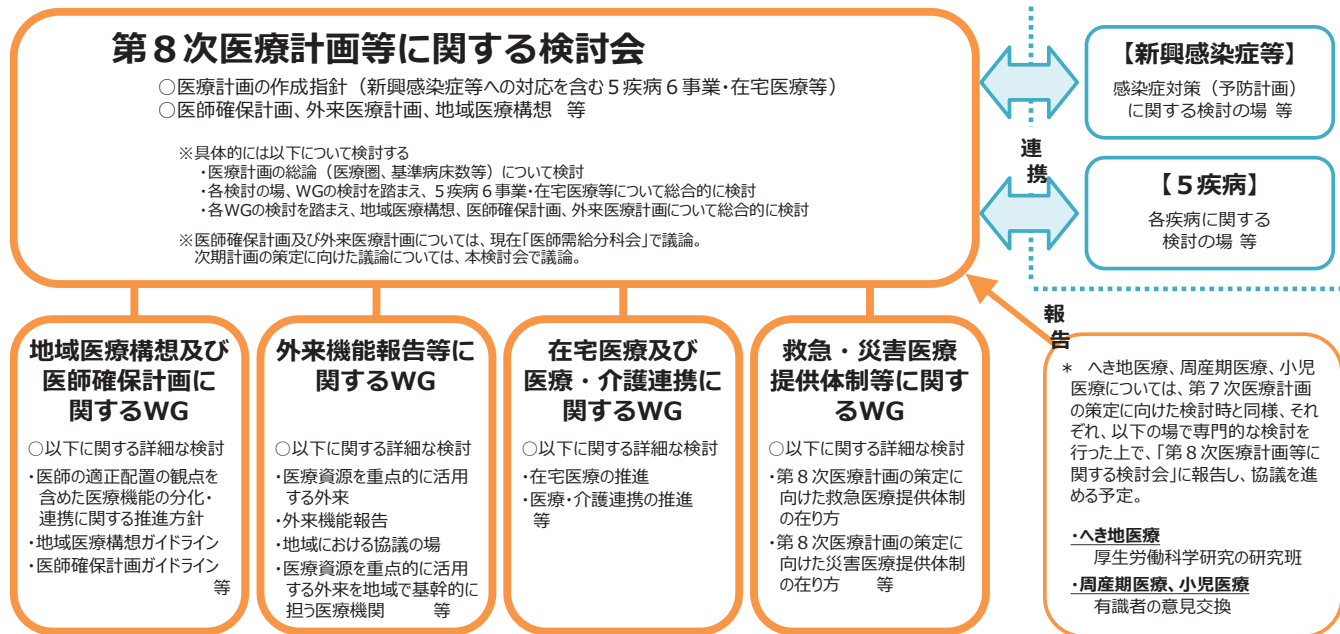 第８次医療計画等に関する検討会
○医療計画の作成指針（新興感染症等への対応を含む５疾病６事業・在宅医療等）
○医師確保計画、外来医療計画、地域医療構想　等
※具体的には以下について検討する
・医療計画の総論（医療圏、基準病床数等）について検討
・各検討の場、WGの検討を踏まえ、５疾病６事業・在宅医療等について総合的に検討
・各WGの検討を踏まえ、地域医療構想、医師確保計画、外来医療計画について総合的に検討
※医師確保計画及び外来医療計画については、現在「医師需給分科会」で議論。
次期計画の策定に向けた議論については、本検討会で議論。
連
携
【新興感染症等】
感染症対策（予防計画）
に関する検討の場 等
【５疾病】
各疾病に関する
検討の場 等
地域医療構想及び
医師確保計画に
関するWG
○以下に関する詳細な検討
・医師の適正配置の観点を
含めた医療機能の分化・
連携に関する推進方針
・地域医療構想ガイドライン
・医師確保計画ガイドライン
等
外来機能報告等に
関するWG
○以下に関する詳細な検討
・医療資源を重点的に活用
する外来
・外来機能報告
・地域における協議の場
・医療資源を重点的に活用
する外来を地域で基幹的に
担う医療機関　　等
在宅医療及び
医療・介護連携に
関するWG
○以下に関する詳細な検討
・在宅医療の推進
・医療・介護連携の推進
等
救急・災害医療
提供体制等に関す
るWG
○以下に関する詳細な検討
・第８次医療計画の策定に
向けた救急医療提供体制
の在り方
・第８次医療計画の策定に
向けた災害医療提供体制
の在り方　　等
報
告
＊　へき地医療、周産期医療、小児
医療については、第７次医療計画
の策定に向けた検討時と同様、それ
ぞれ、以下の場で専門的な検討を
行った上で、「第８次医療計画等に
関する検討会」に報告し、協議を進
める予定。
・へき地医療
厚生労働科学研究の研究班
・周産期医療、小児医療
有識者の意見交換